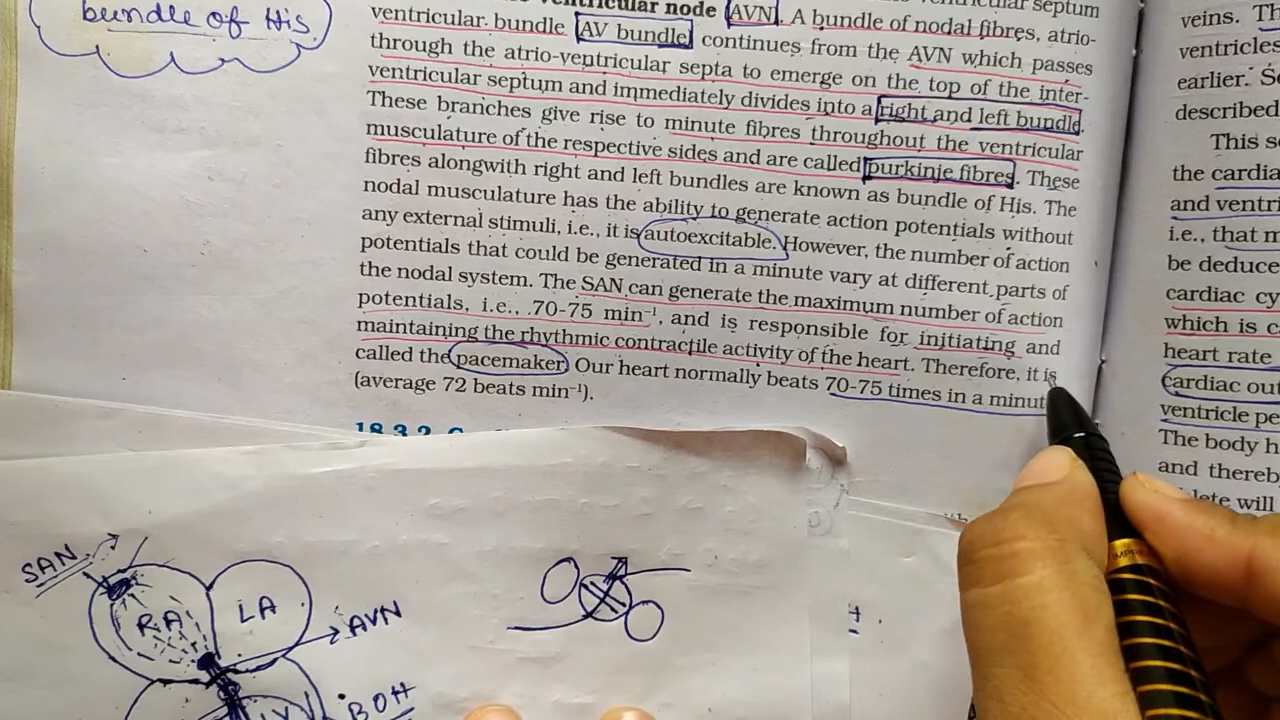 bundle of His
ventricular node AVN. A bundle of nodal fibres, atrio-
ventricular bundle AV bundle continues from the AVN which passes
through the atrio-ventricular septa to emerge on the top of the inter-
ventricular septum and immediately divides into a right and left bundle.
These branches give rise to minute fibres throughout the ventricular
musculature of the respective sides and are called purkinje fibres. These
fibres alongwith right and left bundles are known as bundle of His. The
nodal musculature has the ability to generate action potentials without
any external stimuli, i.e., it is autoexcitable. However, the number of action
potentials that could be generated in a minute vary at different parts of
the nodal system. The SAN can generate the maximum number of action
potentials, i.e., 70-75 min⁻¹, and is responsible for initiating and
maintaining the rhythmic contractile activity of the heart. Therefore, it is
called the pacemaker. Our heart normally beats 70-75 times in a minut
(average 72 beats min⁻¹).
18.3.2
veins. Th
ventricles
earlier. S
described
This s
the cardia
and ventri
i.e., that m
be deduce
cardiac cy
which is c
heart rate
cardiac out
ventricle pe
The body h
and thereb
lete will
SAN
RA
LA
AVN
BOH
LV